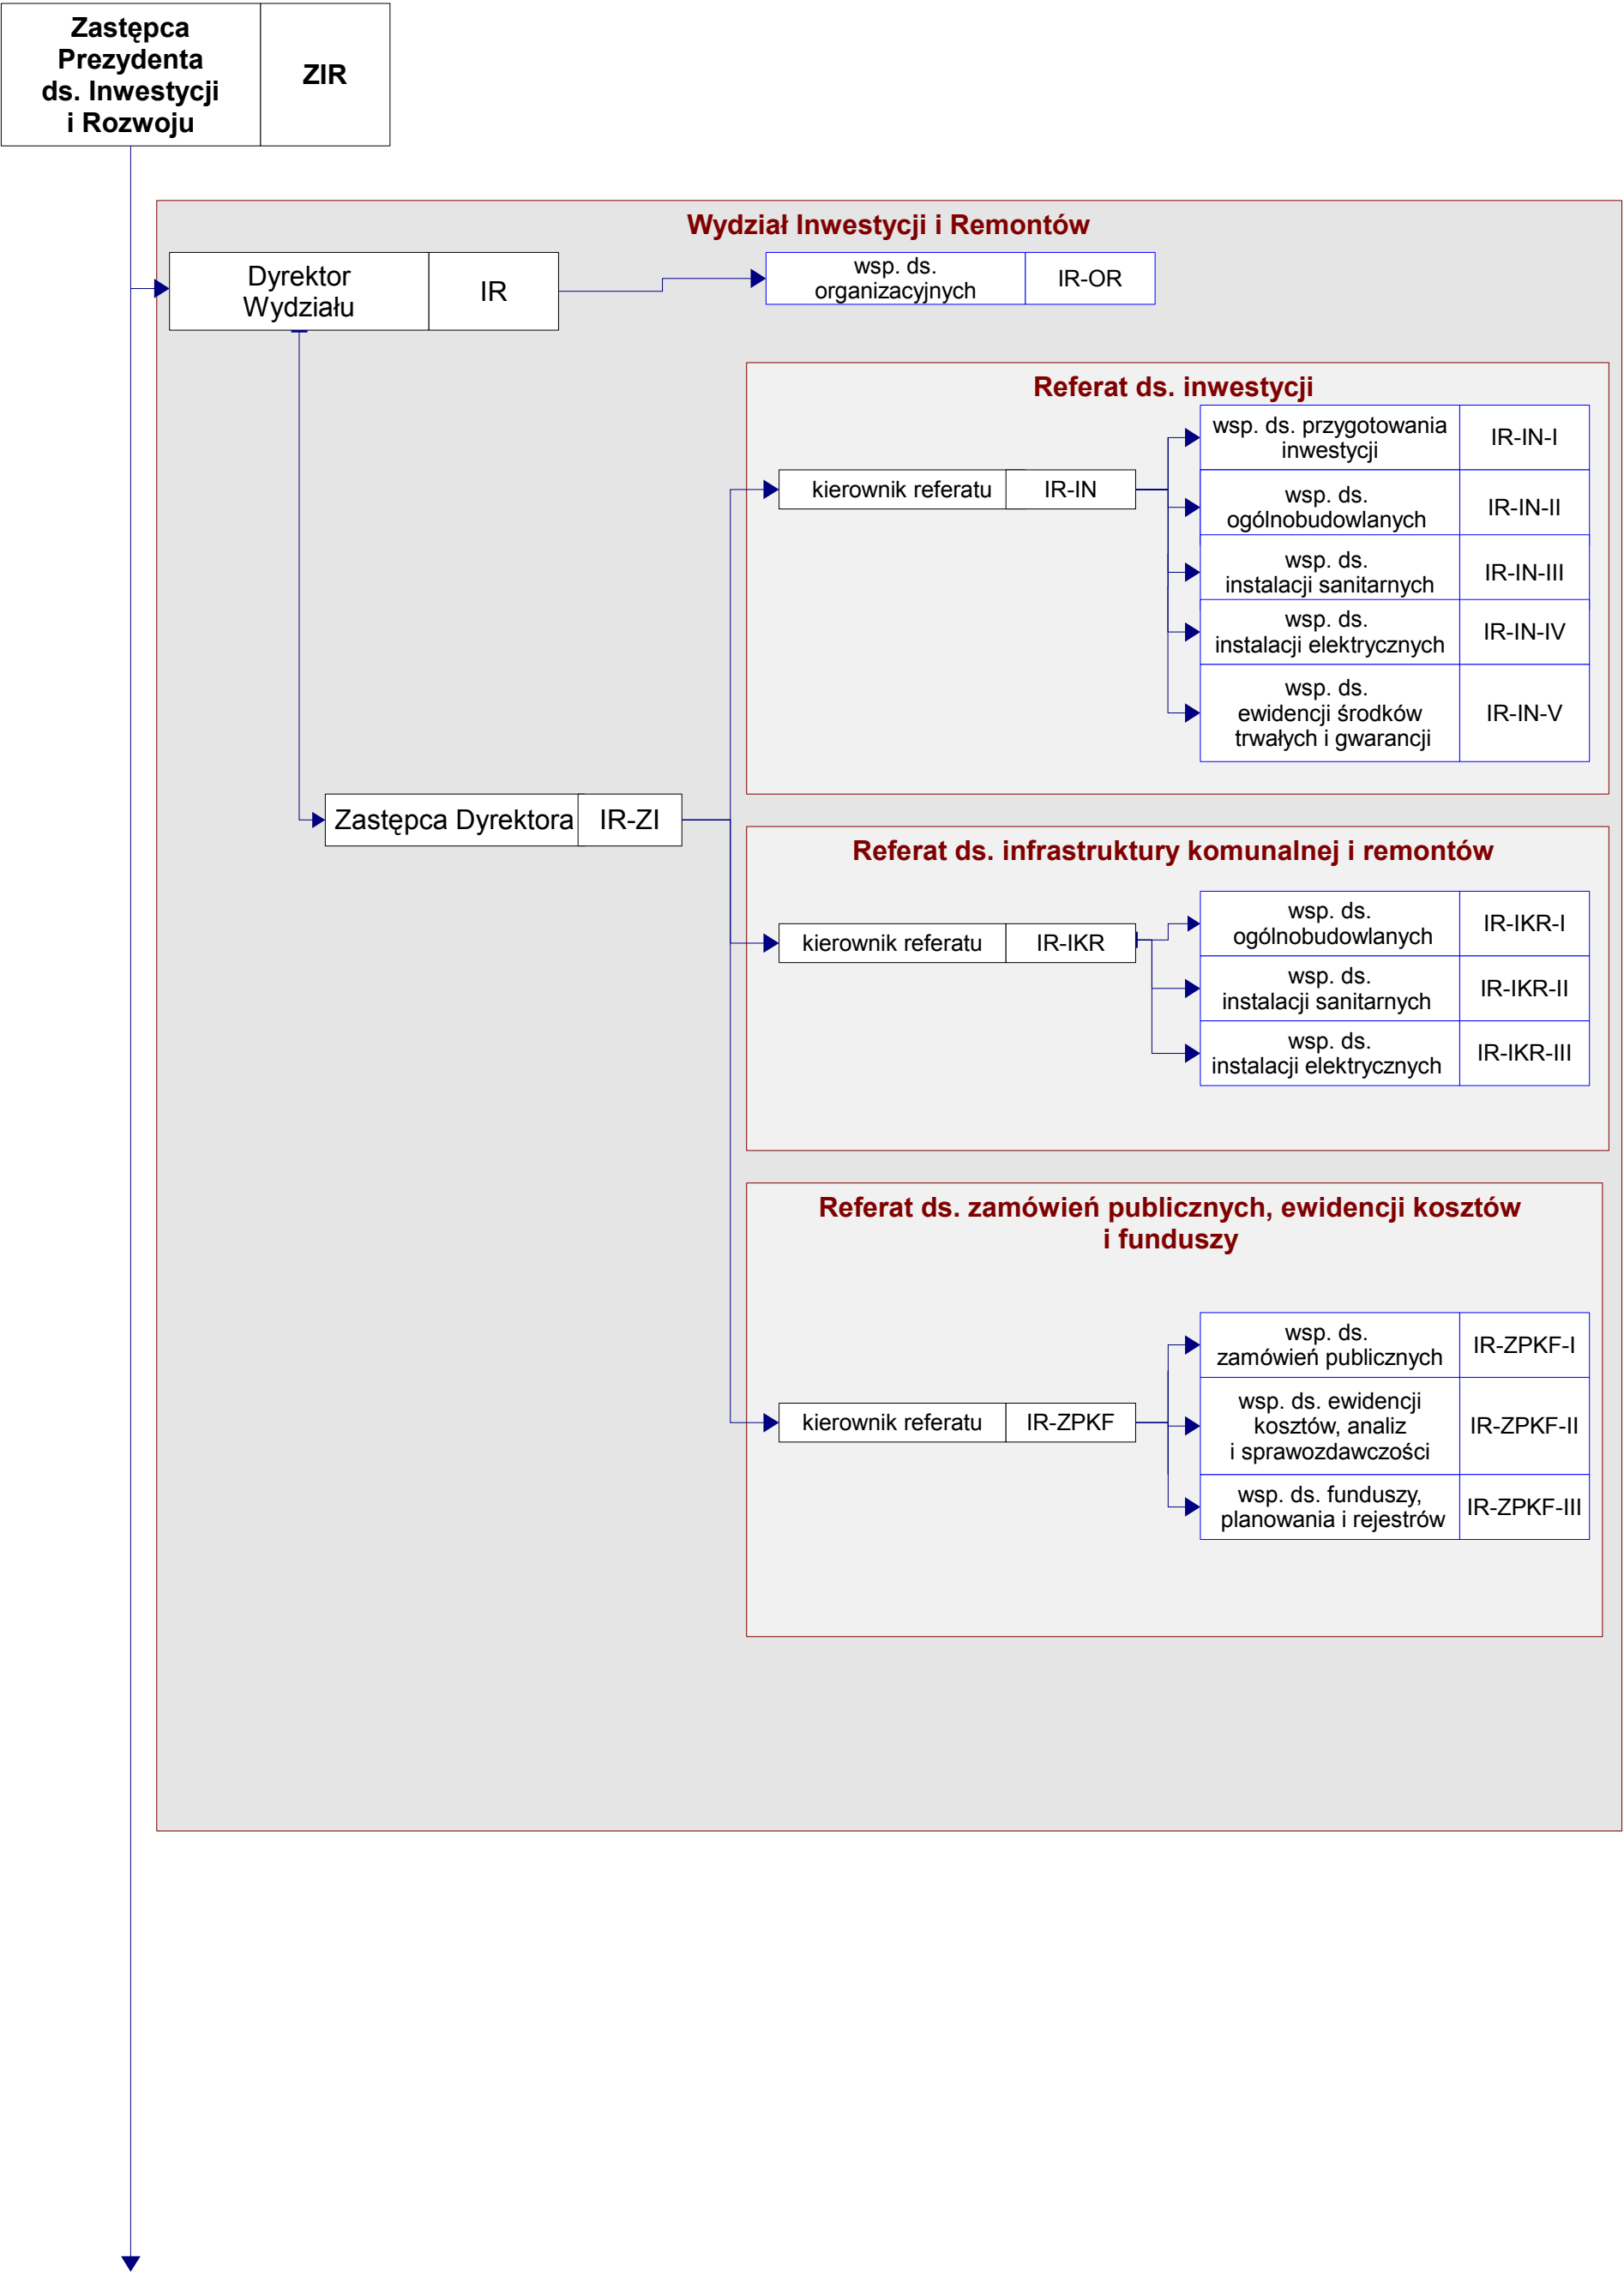 Zastępca
Prezydenta
ds. Inwestycji
i Rozwoju
ZIR
Wydział Inwestycji i Remontów
Dyrektor
Wydziału
IR
wsp. ds.
organizacyjnych
IR-OR
Referat ds. inwestycji
kierownik referatu
IR-IN
wsp. ds. przygotowania
inwestycji
IR-IN-I
wsp. ds.
ogólnobudowlanych
IR-IN-II
wsp. ds.
instalacji sanitarnych
IR-IN-III
wsp. ds.
instalacji elektrycznych
IR-IN-IV
wsp. ds.
ewidencji środków
trwałych i gwarancji
IR-IN-V
Zastępca Dyrektora
IR-ZI
Referat ds. infrastruktury komunalnej i remontów
kierownik referatu
IR-IKR
wsp. ds.
ogólnobudowlanych
IR-IKR-I
wsp. ds.
instalacji sanitarnych
IR-IKR-II
wsp. ds.
instalacji elektrycznych
IR-IKR-III
Referat ds. zamówień publicznych, ewidencji kosztów
i funduszy
kierownik referatu
IR-ZPKF
wsp. ds.
zamówień publicznych
IR-ZPKF-I
wsp. ds. ewidencji
kosztów, analiz
i sprawozdawczości
IR-ZPKF-II
wsp. ds. funduszy,
planowania i rejestrów
IR-ZPKF-III